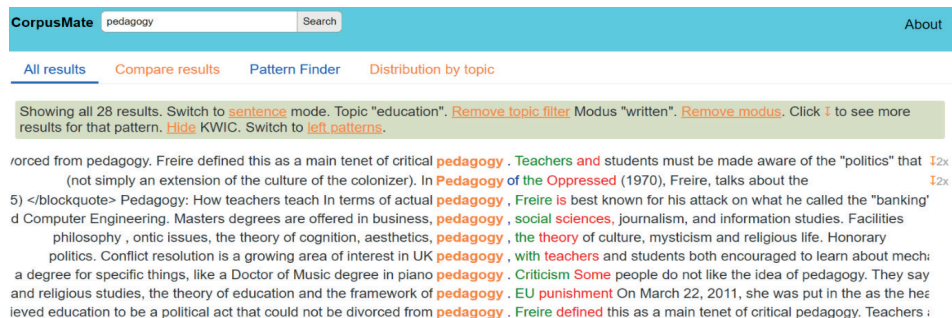 CorpusMate pedagogy Search About
All results Compare results Pattern Finder Distribution by topic
Showing all 28 results. Switch to sentence mode. Topic "education". Remove topic filter Modus "written". Remove modus. Click ↧ to see more
results for that pattern. Hide KWIC. Switch to left patterns.
vorced from pedagogy. Freire defined this as a main tenet of critical pedagogy . Teachers and students must be made aware of the "politics" that ↧2x
(not simply an extension of the culture of the colonizer). In Pedagogy of the Oppressed (1970), Freire, talks about the ↧2x
5) </blockquote> Pedagogy: How teachers teach In terms of actual pedagogy , Freire is best known for his attack on what he called the "banking"
d Computer Engineering. Masters degrees are offered in business, pedagogy , social sciences, journalism, and information studies. Facilities
philosophy , ontic issues, the theory of cognition, aesthetics, pedagogy , the theory of culture, mysticism and religious life. Honorary
politics. Conflict resolution is a growing area of interest in UK pedagogy , with teachers and students both encouraged to learn about mecha
a degree for specific things, like a Doctor of Music degree in piano pedagogy . Criticism Some people do not like the idea of pedagogy. They say
and religious studies, the theory of education and the framework of pedagogy . EU punishment On March 22, 2011, she was put in the as the hea
ieved education to be a political act that could not be divorced from pedagogy . Freire defined this as a main tenet of critical pedagogy. Teachers